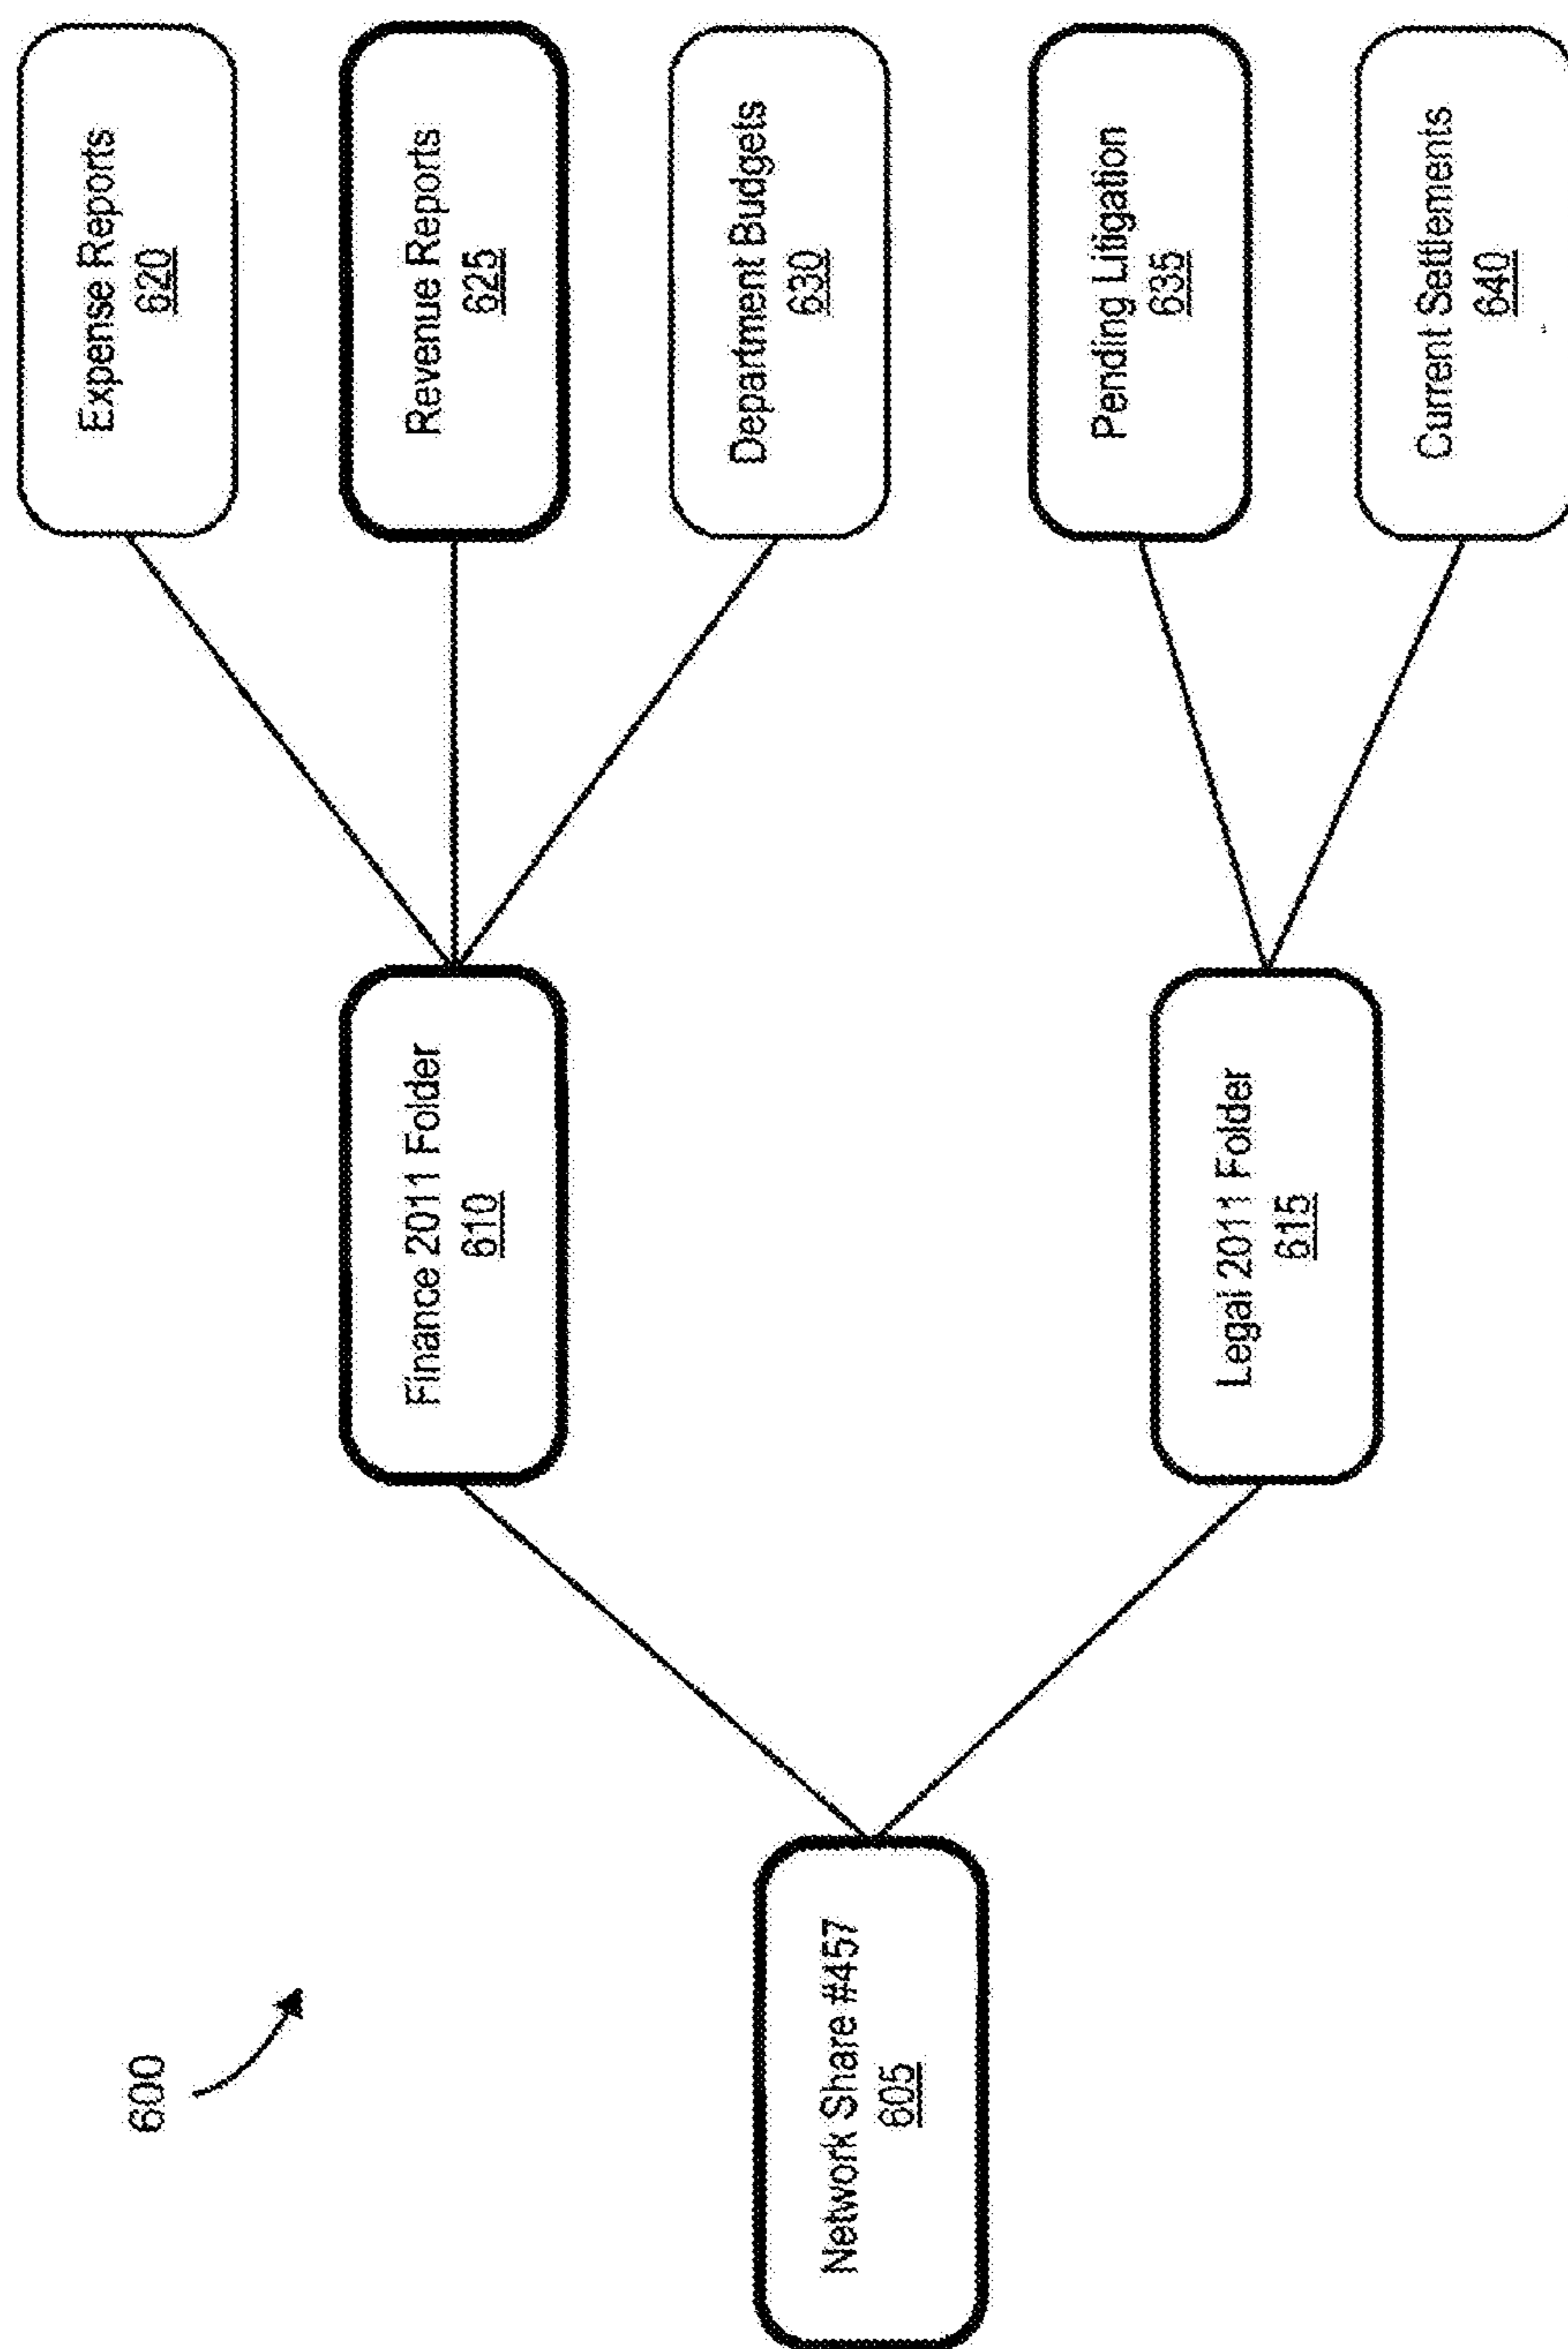 600
Network Share #457
605
Finance 2011 Folder
610
Legal 2011 Folder
615
Expense Reports
620
Revenue Reports
625
Department Budgets
630
Pending Litigation
635
Current Settlements
640